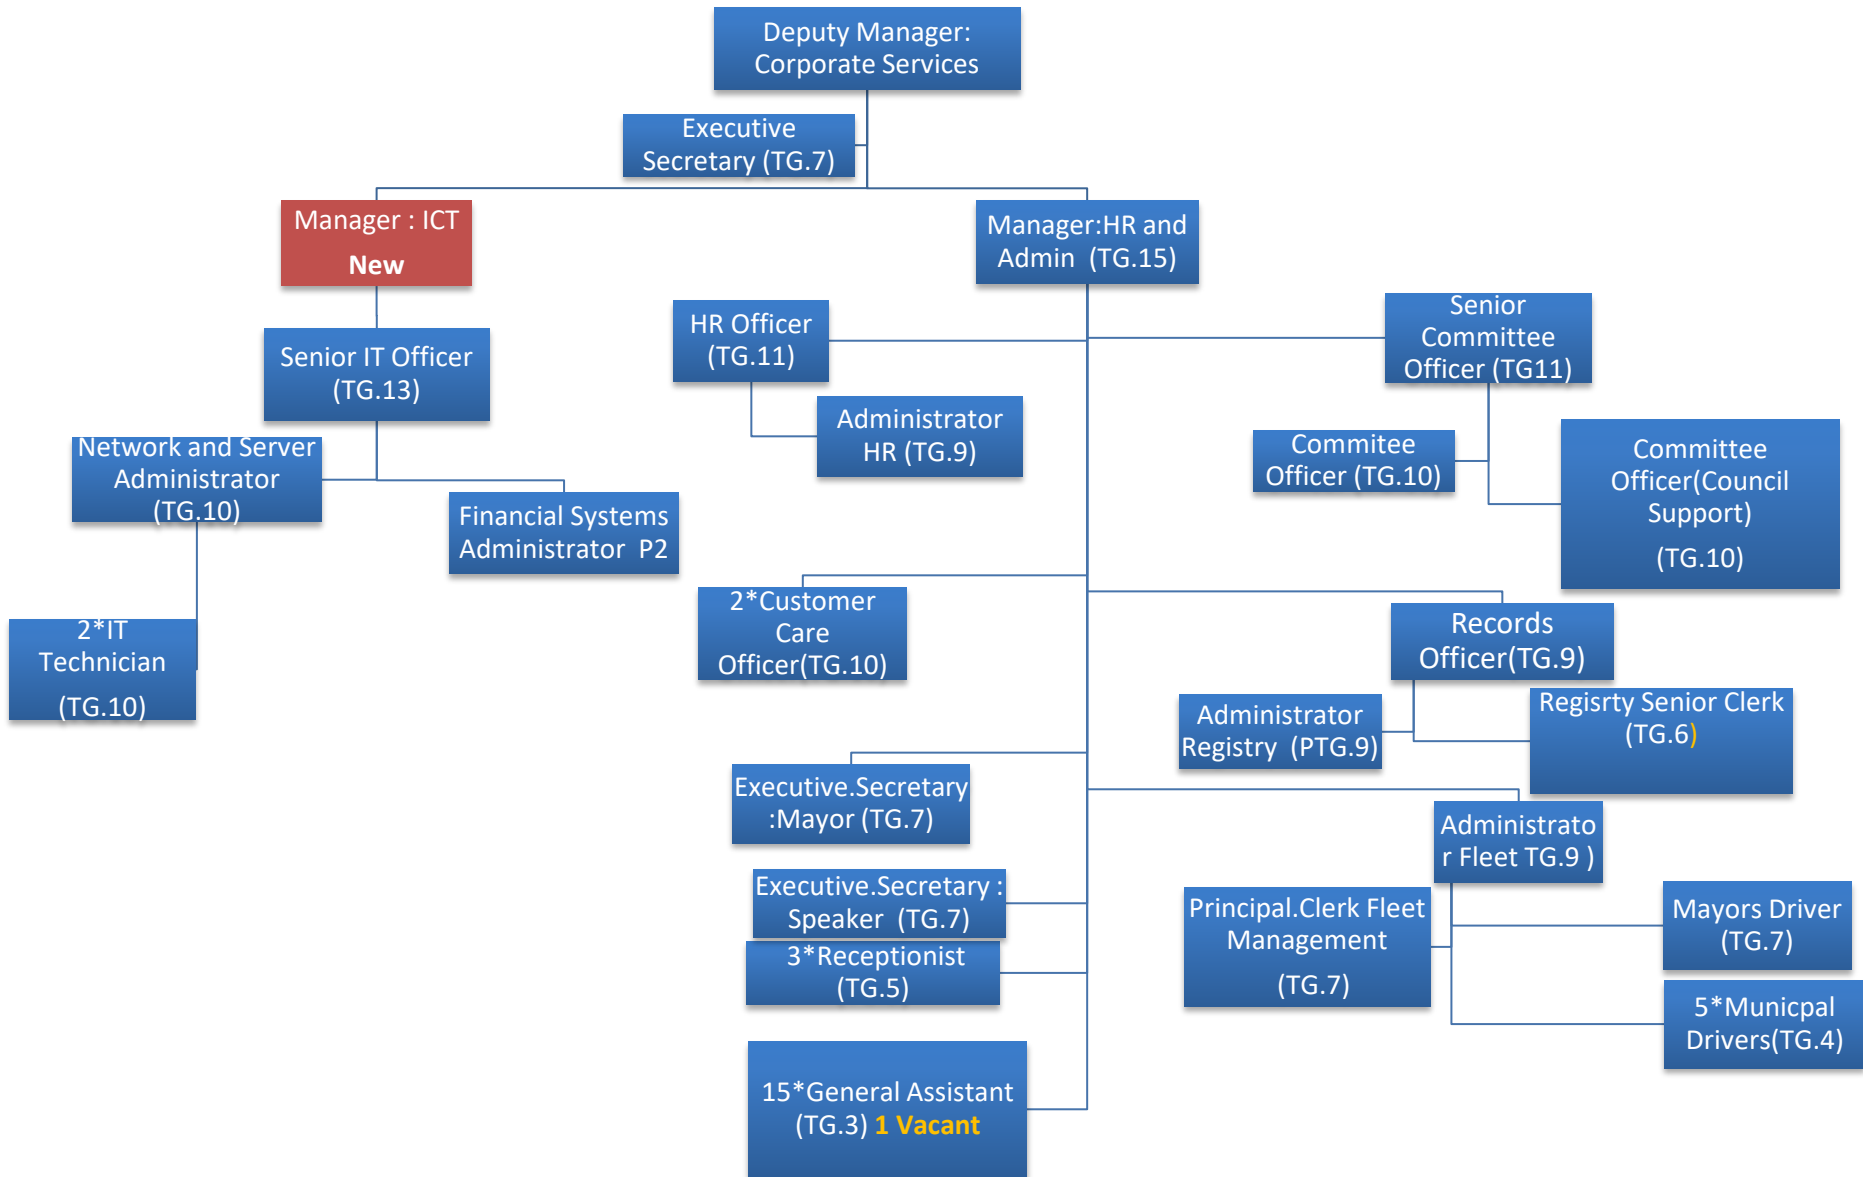 Deputy Manager:
Corporate Services
Executive
Secretary (TG.7)
Manager : ICT
New
Manager:HR and
Admin (TG.15)
Senior IT Officer
(TG.13)
Network and Server
Administrator
(TG.10)
Financial Systems
Administrator P2
2*IT
Technician
(TG.10)
HR Officer
(TG.11)
Administrator
HR (TG.9)
Senior
Committee
Officer (TG11)
Commitee
Officer (TG.10)
Committee
Officer(Council
Support)
(TG.10)
2*Customer
Care
Officer(TG.10)
Records
Officer(TG.9)
Administrator
Registry (PTG.9)
Regisrty Senior Clerk
(TG.6)
Executive.Secretary
:Mayor (TG.7)
Administrato
r Fleet TG.9 )
Executive.Secretary :
Speaker (TG.7)
Principal.Clerk Fleet
Management
(TG.7)
Mayors Driver
(TG.7)
3*Receptionist
(TG.5)
5*Municpal
Drivers(TG.4)
15*General Assistant
(TG.3) 1 Vacant